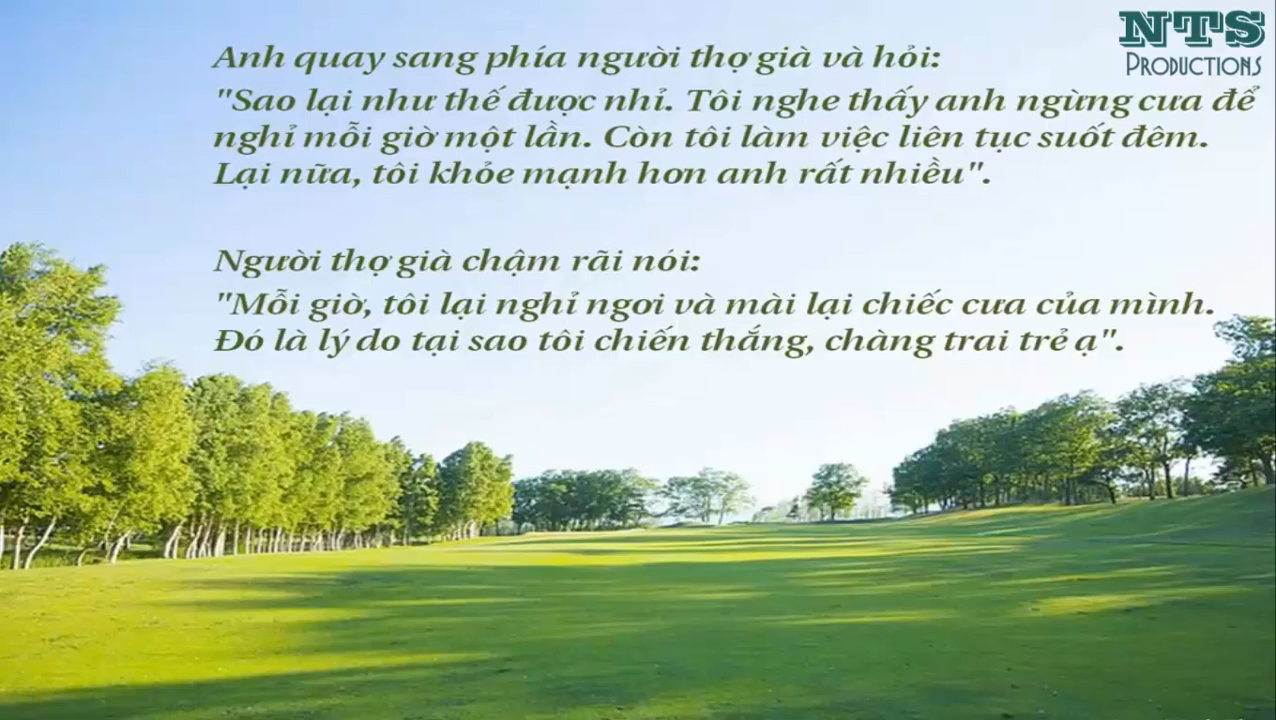 NTS
PRODUCTIONS
Anh quay sang phía người thợ già và hỏi:
"Sao lại như thế được nhỉ. Tôi nghe thấy anh ngừng cưa để
nghỉ mỗi giờ một lần. Còn tôi làm việc liên tục suốt đêm.
Lại nữa, tôi khỏe mạnh hơn anh rất nhiều".
Người thợ già chậm rãi nói:
"Mỗi giờ, tôi lại nghỉ ngơi và mài lại chiếc cưa của mình.
Đó là lý do tại sao tôi chiến thắng, chàng trai trẻ ạ".